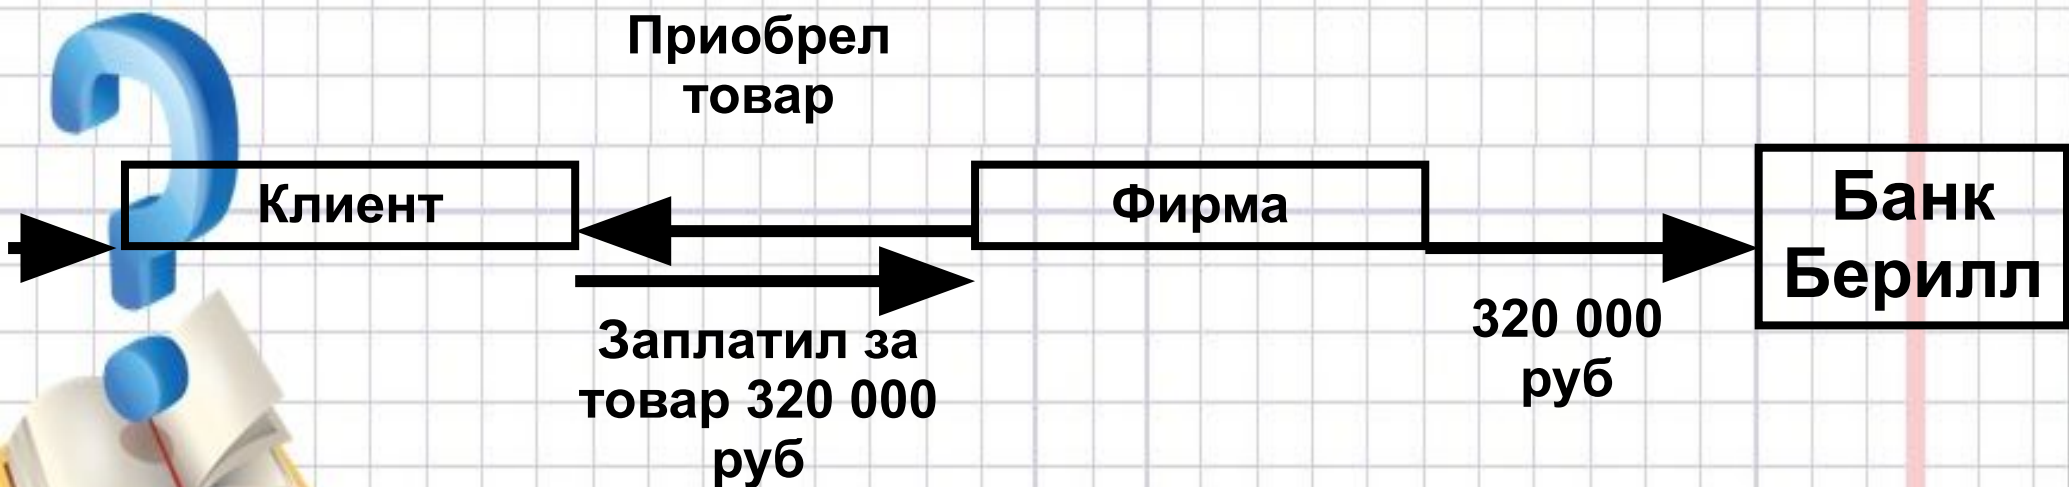 Приобрел
товар
Клиент
Фирма
Банк
Берилл
Заплатил за
товар 320 000
руб
320 000
руб